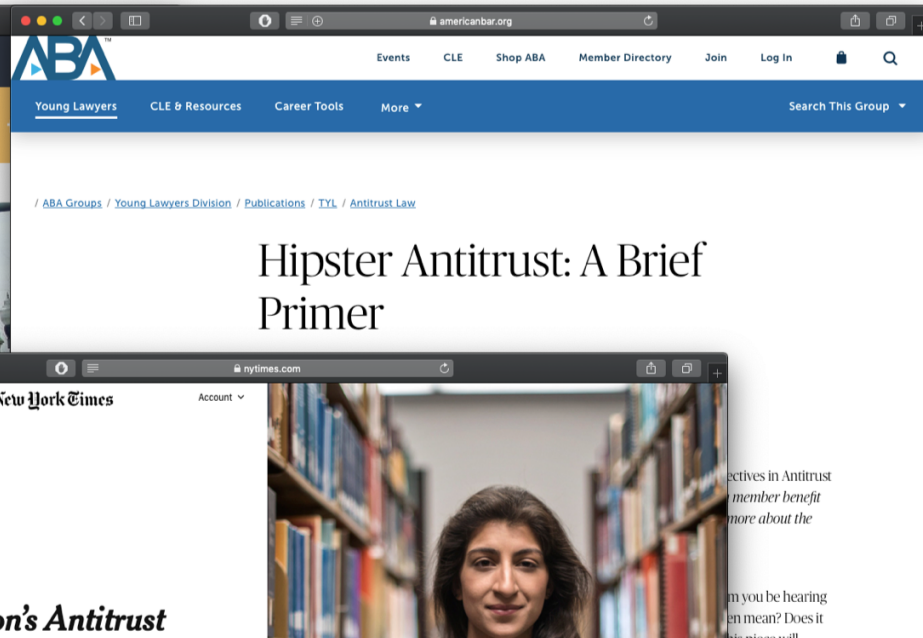 americanbar.org
ABA
Events CLE Shop ABA Member Directory Join Log In
Young Lawyers CLE & Resources Career Tools More Search This Group
/ ABA Groups / Young Lawyers Division / Publications / TYL / Antitrust Law
Hipster Antitrust: A Brief
Primer
nytimes.com
New York Times
Account
ectives in Antitrust
member benefit
more about the
on's Antitrust
m you be hearing
en mean? Does it